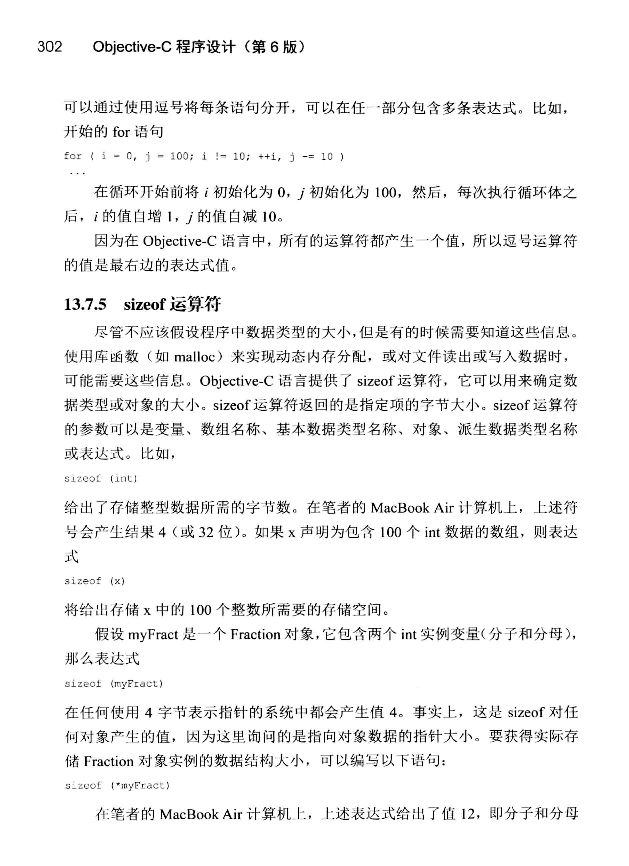 302 Objective-C 程序设计（第 6 版）
可以通过使用逗号将每条语句分开，可以在任一部分包含多条表达式。比如，
开始的 for 语句
for ( i = 0, j = 100; i != 10; ++i, j -= 10 )
...
在循环开始前将 i 初始化为 0，j 初始化为 100，然后，每次执行循环体之
后，i 的值自增 1，j 的值自减 10。
因为在 Objective-C 语言中，所有的运算符都产生一个值，所以逗号运算符
的值是最右边的表达式值。
13.7.5 sizeof 运算符
尽管不应该假设程序中数据类型的大小，但是有的时候需要知道这些信息。
使用库函数（如 malloc）来实现动态内存分配，或对文件读出或写入数据时，
可能需要这些信息。Objective-C 语言提供了 sizeof 运算符，它可以用来确定数
据类型或对象的大小。sizeof 运算符返回的是指定项的字节大小。sizeof 运算符
的参数可以是变量、数组名称、基本数据类型名称、对象、派生数据类型名称
或表达式。比如，
sizeof (int)
给出了存储整型数据所需的字节数。在笔者的 MacBook Air 计算机上，上述符
号会产生结果 4（或 32 位）。如果 x 声明为包含 100 个 int 数据的数组，则表达
式
sizeof (x)
将给出存储 x 中的 100 个整数所需要的存储空间。
假设 myFract 是一个 Fraction 对象，它包含两个 int 实例变量（分子和分母），
那么表达式
sizeof (myFract)
在任何使用 4 字节表示指针的系统中都会产生值 4。事实上，这是 sizeof 对任
何对象产生的值，因为这里询问的是指向对象数据的指针大小。要获得实际存
储 Fraction 对象实例的数据结构大小，可以编写以下语句：
sizeof (*myFract)
在笔者的 MacBook Air 计算机上，上述表达式给出了值 12，即分子和分母